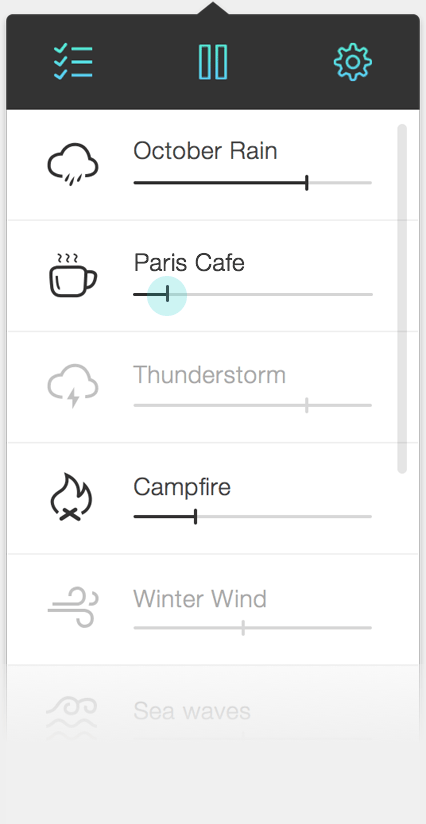 October Rain
Paris Cafe
Thunderstorm
Campfire
Winter Wind
Sea waves